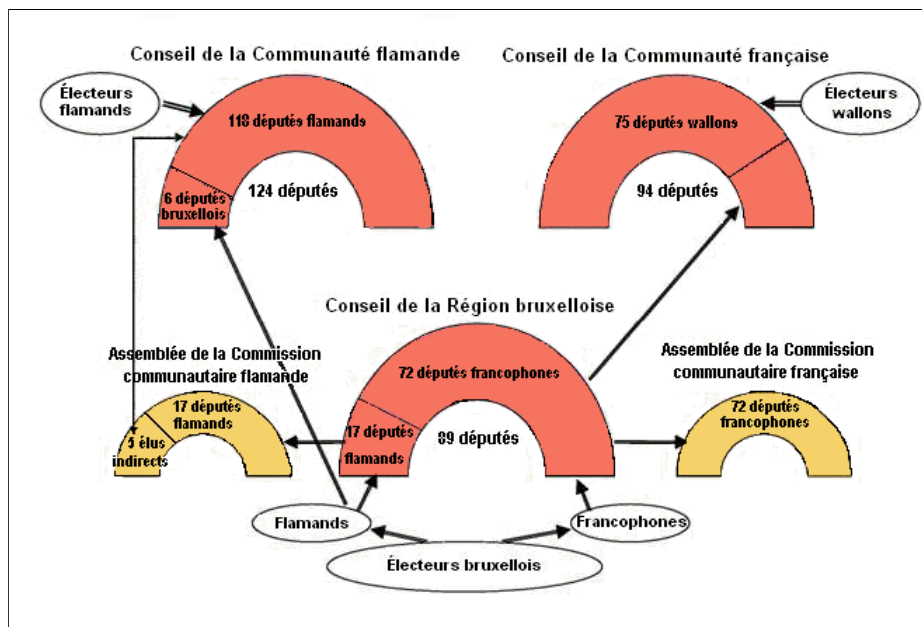 Conseil de la Communauté flamande
Conseil de la Communauté française
Électeurs
flamands
118 députés flamands
6 députés
bruxellois
124 députés
75 députés wallons
94 députés
Électeurs
wallons
Conseil de la Région bruxelloise
Assemblée de la Commission
communautaire flamande
17 députés
flamands
5 élus
indirects
72 députés francophones
17 députés
flamands
89 députés
Assemblée de la Commission
communautaire française
72 députés
francophones
Flamands
Francophones
Électeurs bruxellois